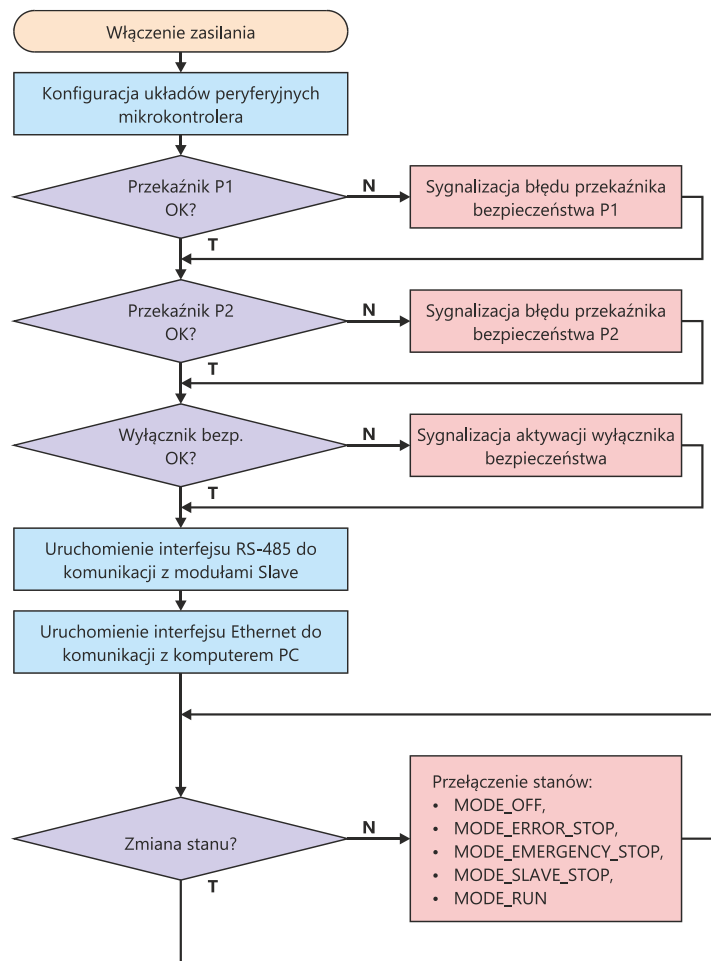 Włączenie zasilania
Konfiguracja układów peryferyjnych
mikrokontrolera
Przekaźnik P1
OK?
N
Sygnalizacja błędu przekaźnika
bezpieczeństwa P1
T
Przekaźnik P2
OK?
N
Sygnalizacja błędu przekaźnika
bezpieczeństwa P2
T
Wyłącznik bezp.
OK?
N
Sygnalizacja aktywacji wyłącznika
bezpieczeństwa
T
Uruchomienie interfejsu RS-485 do
komunikacji z modułami Slave
Uruchomienie interfejsu Ethernet do
komunikacji z komputerem PC
Zmiana stanu?
N
Przełączenie stanów:
• MODE_OFF,
• MODE_ERROR_STOP,
• MODE_EMERGENCY_STOP,
• MODE_SLAVE_STOP,
• MODE_RUN
T